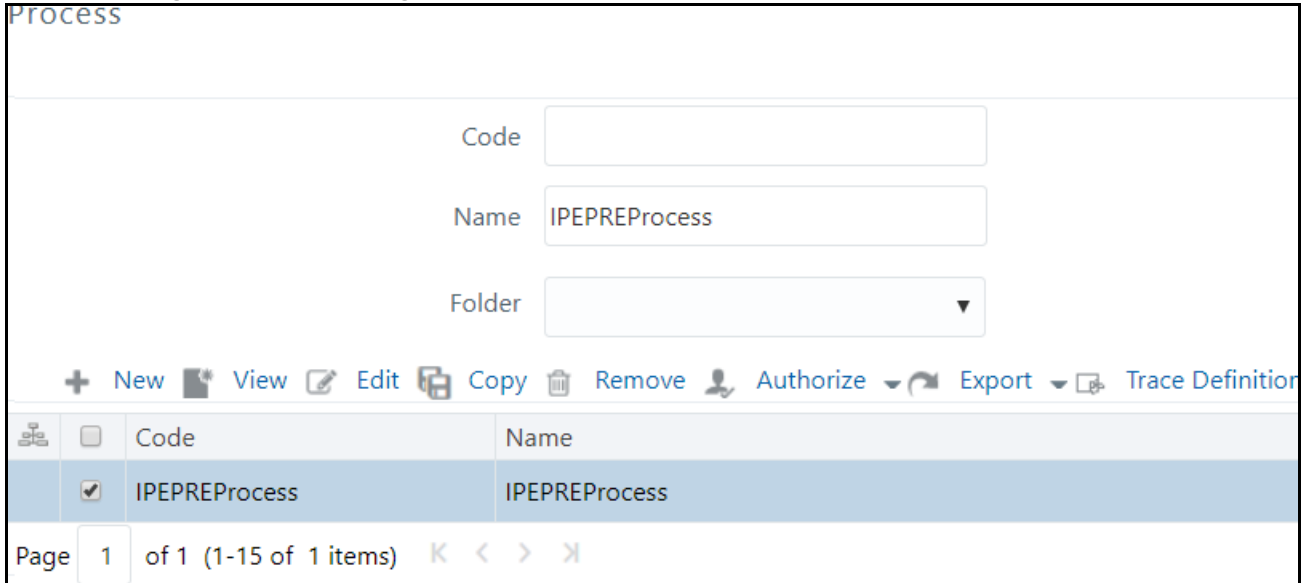 Process
Code
Name IPEPREProcess
Folder
New View Edit Copy Remove Authorize Export Trace Definition
Code Name
IPEPREProcess IPEPREProcess
Page 1 of 1 (1-15 of 1 items)